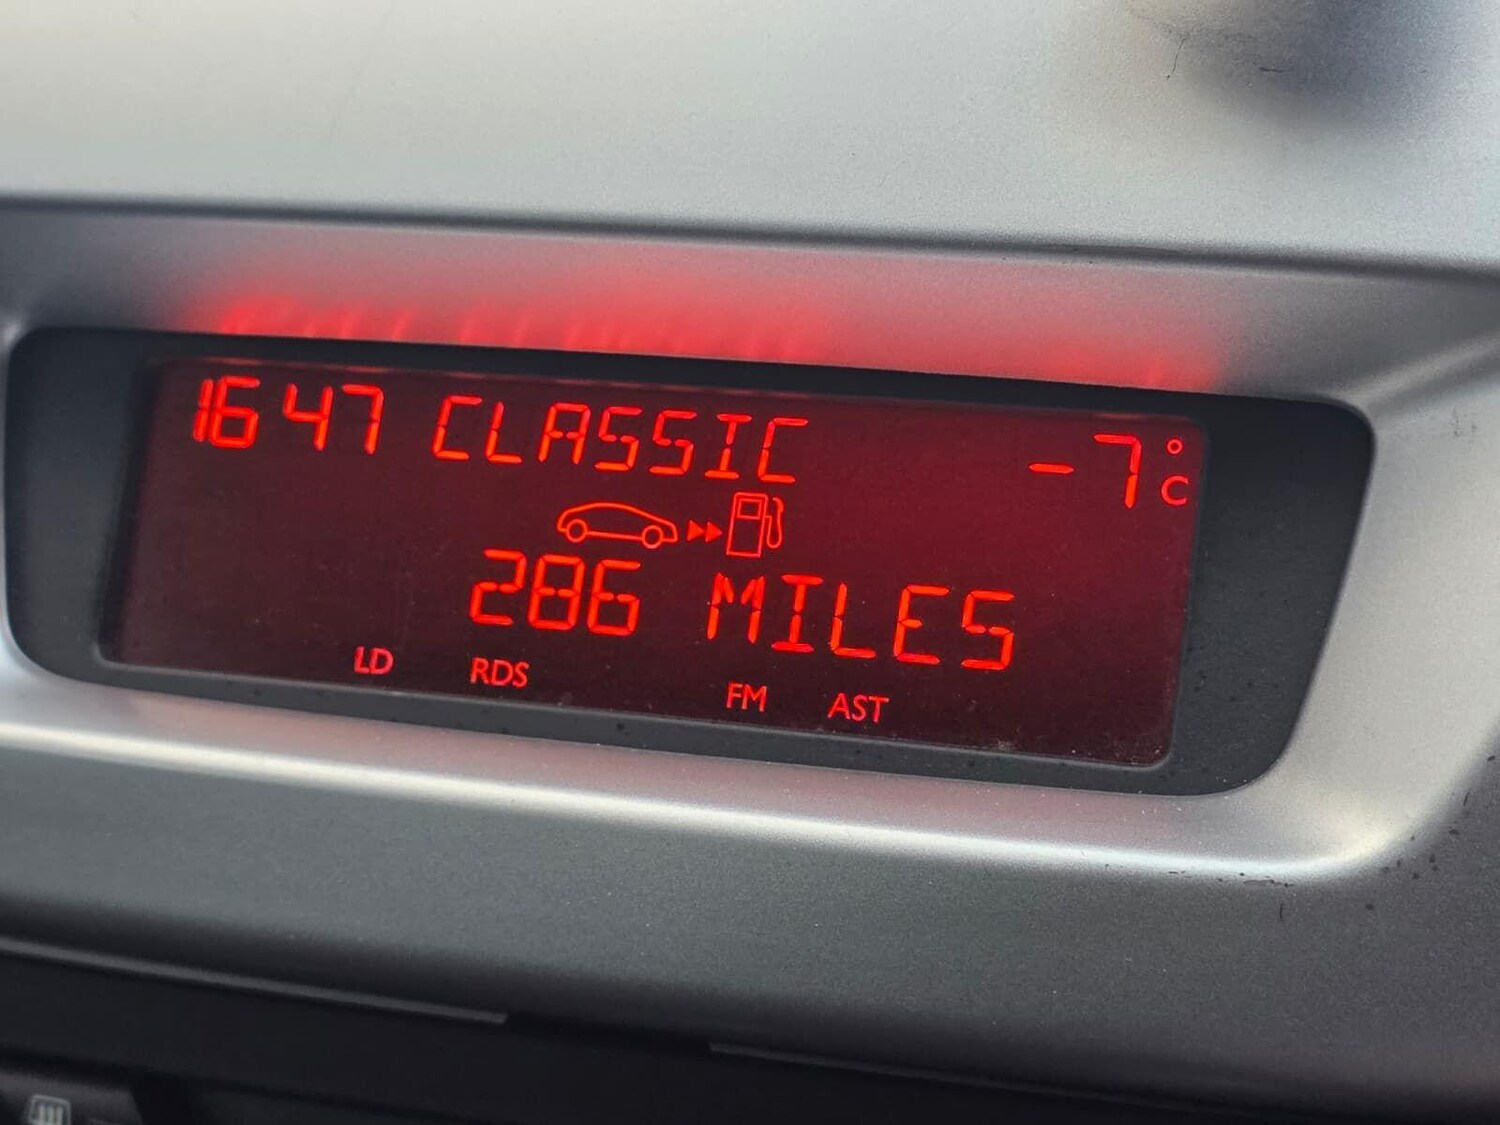 16 47 CLASSIC -7°C
286 MILES
LD RDS FM AST